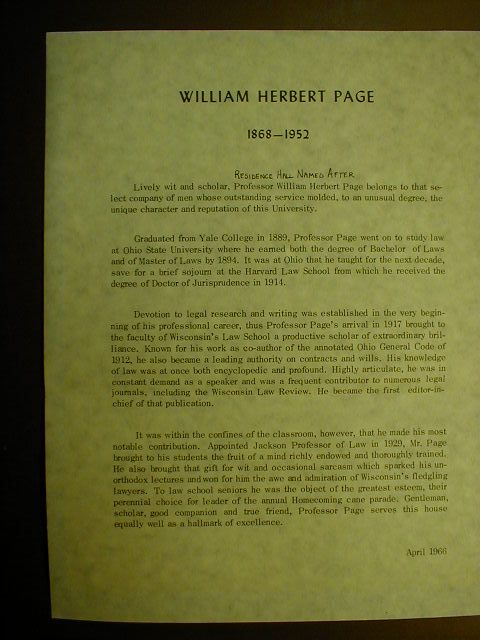 WILLIAM HERBERT PAGE
1868—1952
RESIDENCE HALL NAMED AFTER
Lively wit and scholar, Professor William Herbert Page belongs to that se-
lect company of men whose outstanding service molded, to an unusual degree, the
unique character and reputation of this University.
Graduated from Yale College in 1889, Professor Page went on to study law
at Ohio State University where he earned both the degree of Bachelor of Laws
and of Master of Laws by 1894. It was at Ohio that he taught for the next decade,
save for a brief sojourn at the Harvard Law School from which he received the
degree of Doctor of Jurisprudence in 1914.
Devotion to legal research and writing was established in the very begin-
ning of his professional career, thus Professor Page's arrival in 1917 brought to
the faculty of Wisconsin's Law School a productive scholar of extraordinary bril-
liance. Known for his work as co-author of the annotated Ohio General Code of
1912, he also became a leading authority on contracts and wills. His knowledge
of law was at once both encyclopedic and profound. Highly articulate, he was in
constant demand as a speaker and was a frequent contributor to numerous legal
journals, including the Wisconsin Law Review. He became the first editor-in-
chief of that publication.
It was within the confines of the classroom, however, that he made his most
notable contribution. Appointed Jackson Professor of Law in 1929, Mr. Page
brought to his students the fruit of a mind richly endowed and thoroughly trained.
He also brought that gift for wit and occasional sarcasm which sparked his un-
orthodox lectures and won for him the awe and admiration of Wisconsin's fledgling
lawyers. To law school seniors he was the object of the greatest esteem, their
perennial choice for leader of the annual Homecoming cane parade. Gentleman,
scholar, good companion and true friend, Professor Page serves this house
equally well as a hallmark of excellence.
April 1966